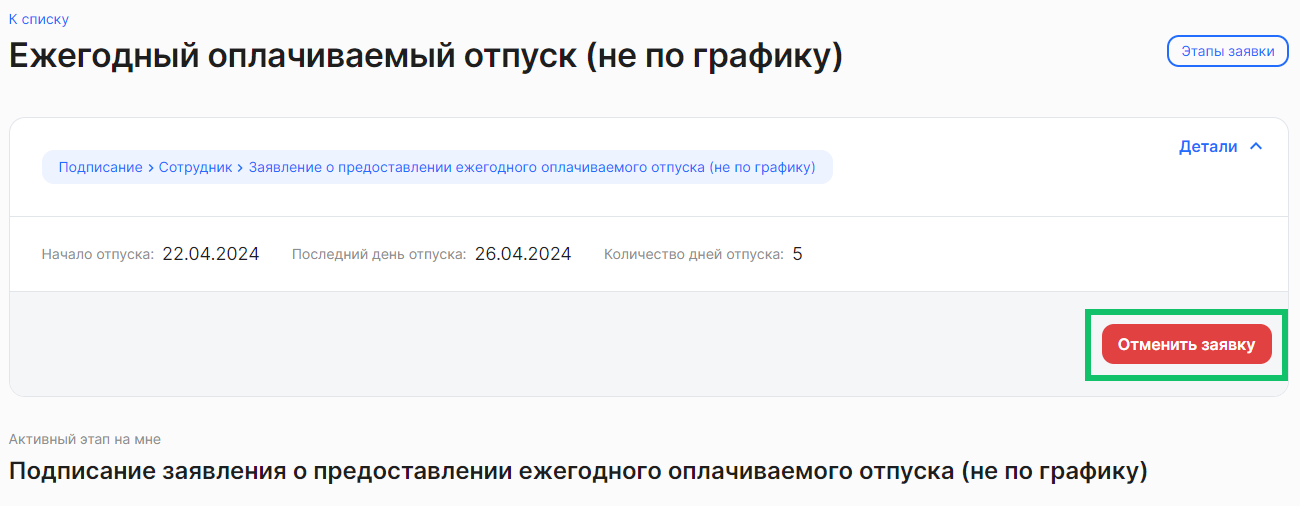 К списку
Ежегодный оплачиваемый отпуск (не по графику)
Этапы заявки
Детали
Подписание > Сотрудник > Заявление о предоставлении ежегодного оплачиваемого отпуска (не по графику)
Начало отпуска: 22.04.2024 Последний день отпуска: 26.04.2024 Количество дней отпуска: 5
Отменить заявку
Активный этап на мне
Подписание заявления о предоставлении ежегодного оплачиваемого отпуска (не по графику)